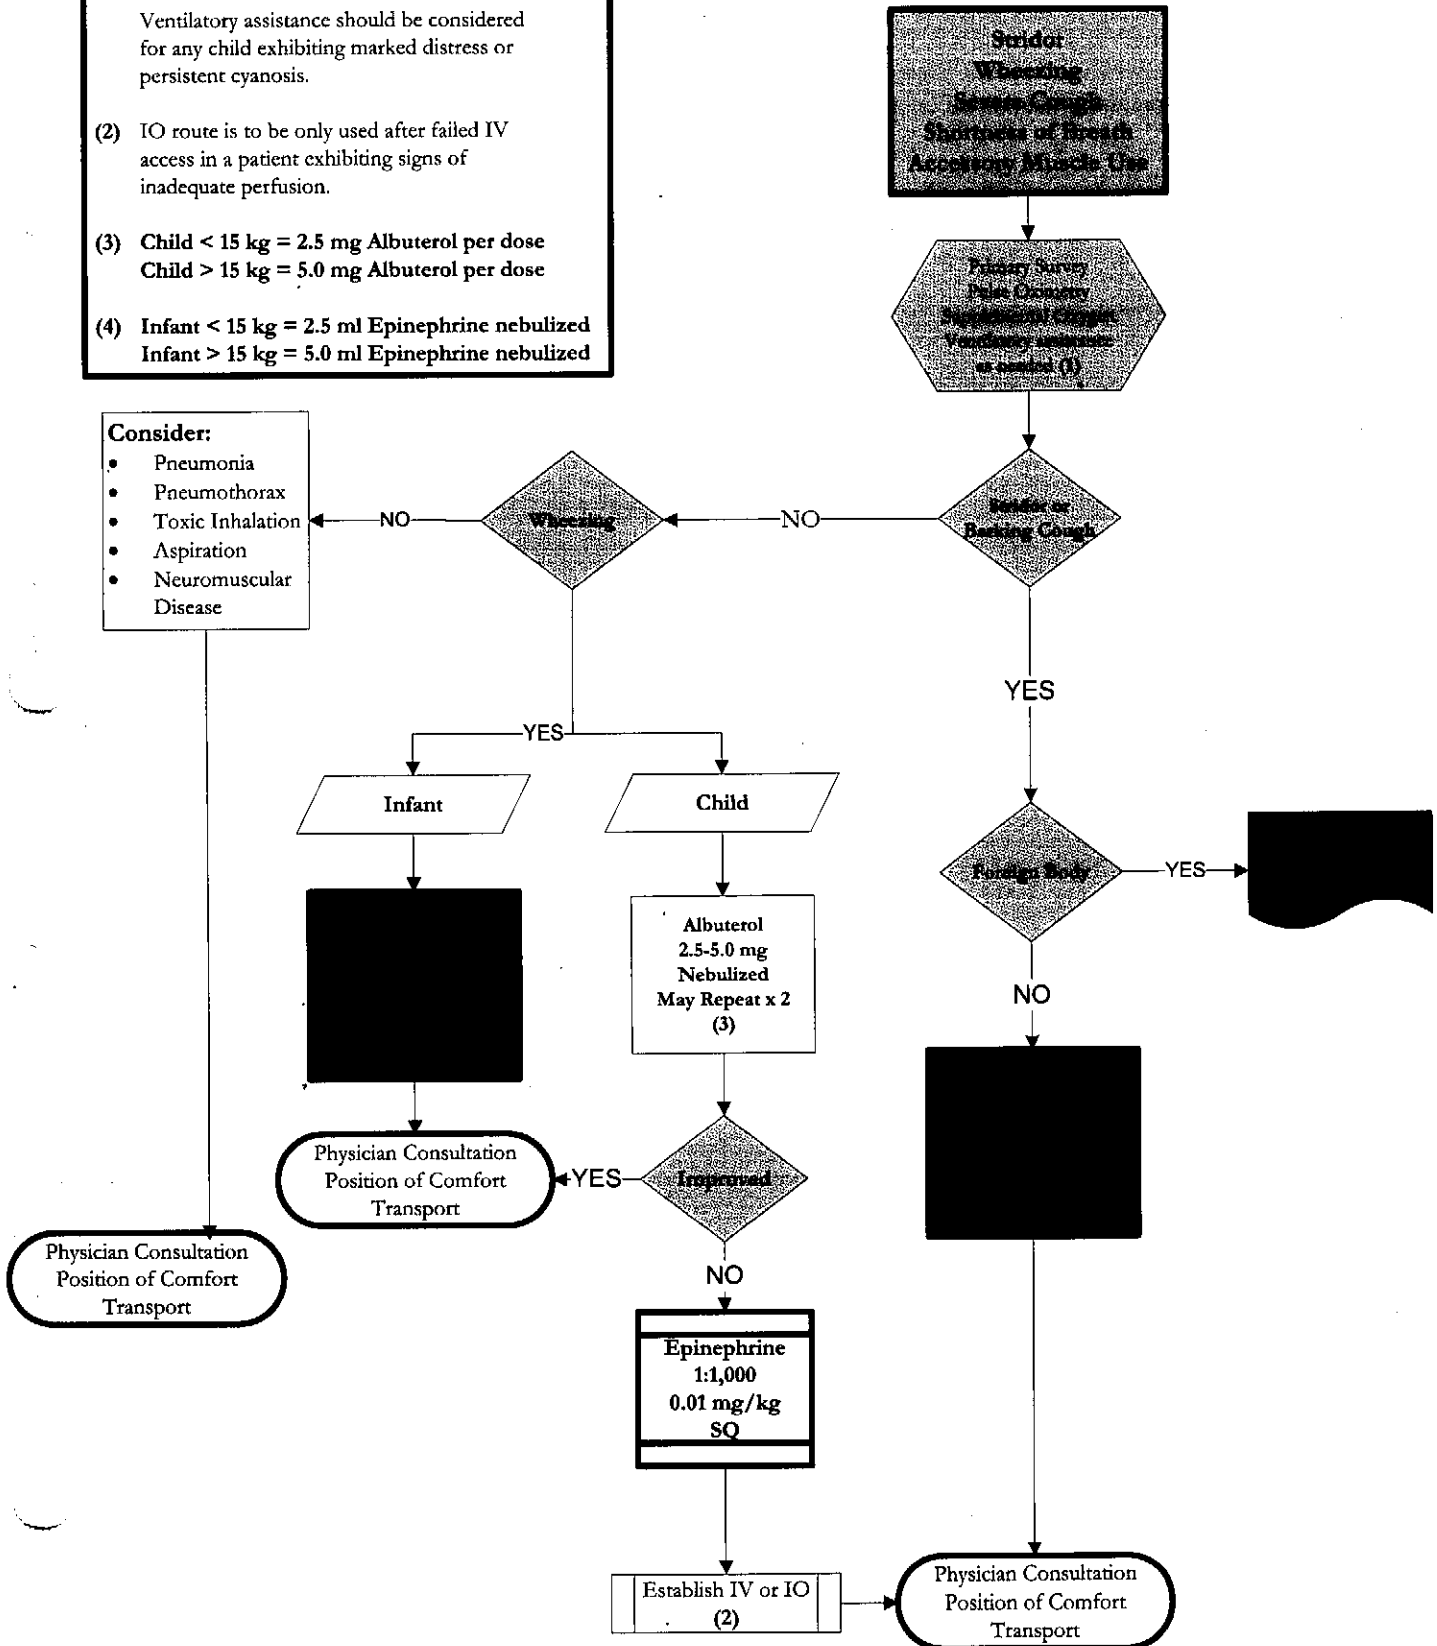 Ventilatory assistance should be considered
for any child exhibiting marked distress or
persistent cyanosis.
(2) IO route is to be only used after failed IV
access in a patient exhibiting signs of
inadequate perfusion.
(3) Child < 15 kg = 2.5 mg Albuterol per dose
Child > 15 kg = 5.0 mg Albuterol per dose
(4) Infant < 15 kg = 2.5 ml Epinephrine nebulized
Infant > 15 kg = 5.0 ml Epinephrine nebulized
Stridor
Wheezing
Severe Cough
Shortness of Breath
Accessory Muscle Use
Primary Survey
Pulse Oximetry
Supplemental Oxygen
Ventilatory assistance
as needed (1)
Stridor or
Barking Cough
NO
Wheezing
NO
Consider:
• Pneumonia
• Pneumothorax
• Toxic Inhalation
• Aspiration
• Neuromuscular
Disease
YES
YES
Infant
Child
Foreign Body
YES
Albuterol
2.5-5.0 mg
Nebulized
May Repeat x 2
(3)
NO
Improved
YES
Physician Consultation
Position of Comfort
Transport
Physician Consultation
Position of Comfort
Transport
NO
Epinephrine
1:1,000
0.01 mg/kg
SQ
Establish IV or IO
(2)
Physician Consultation
Position of Comfort
Transport